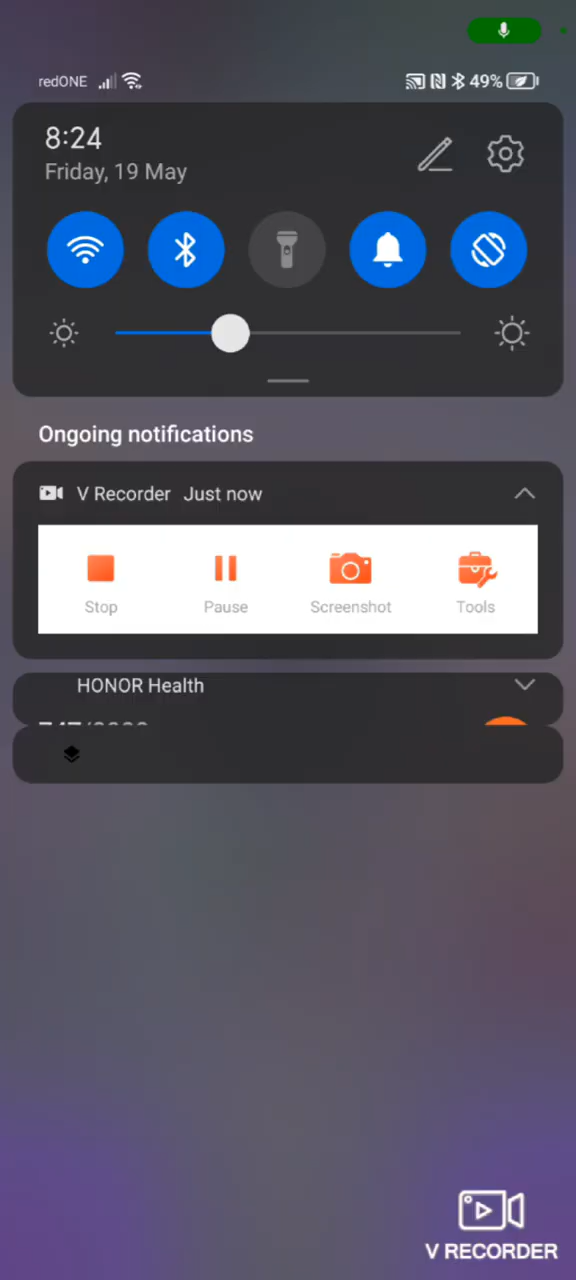 redONE 49%
8:24
Friday, 19 May
Ongoing notifications
V Recorder Just now
Stop Pause Screenshot Tools
HONOR Health
V RECORDER